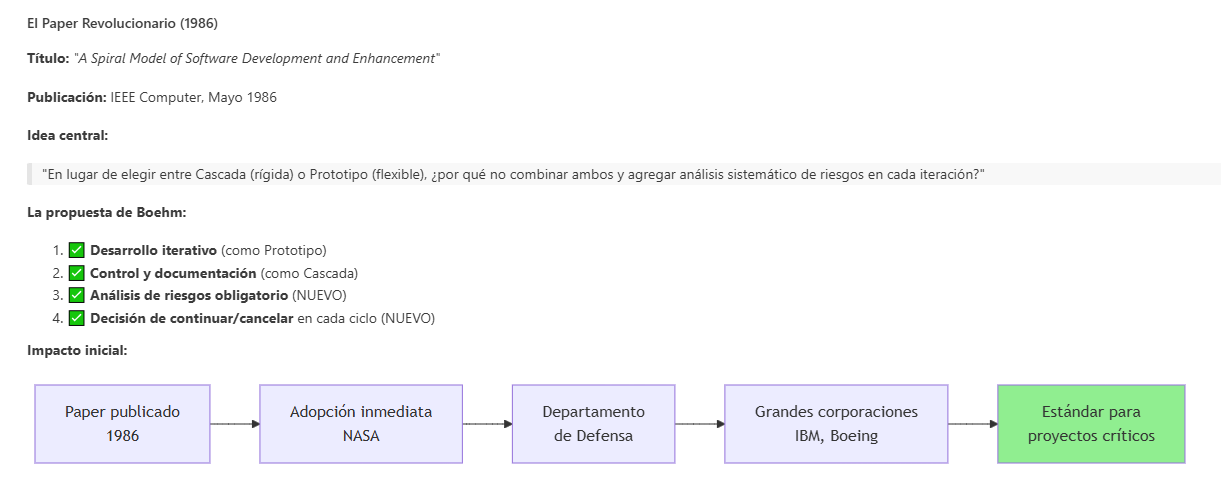 El Paper Revolucionario (1986)
Título: "A Spiral Model of Software Development and Enhancement"
Publicación: IEEE Computer, Mayo 1986
Idea central:
"En lugar de elegir entre Cascada (rígida) o Prototipo (flexible), ¿por qué no combinar ambos y agregar análisis sistemático de riesgos en cada iteración?"
La propuesta de Boehm:
1. ✅ Desarrollo iterativo (como Prototipo)
2. ✅ Control y documentación (como Cascada)
3. ✅ Análisis de riesgos obligatorio (NUEVO)
4. ✅ Decisión de continuar/cancelar en cada ciclo (NUEVO)
Impacto inicial:
Paper publicado
1986
Adopción inmediata
NASA
Departamento
de Defensa
Grandes corporaciones
IBM, Boeing
Estándar para
proyectos críticos